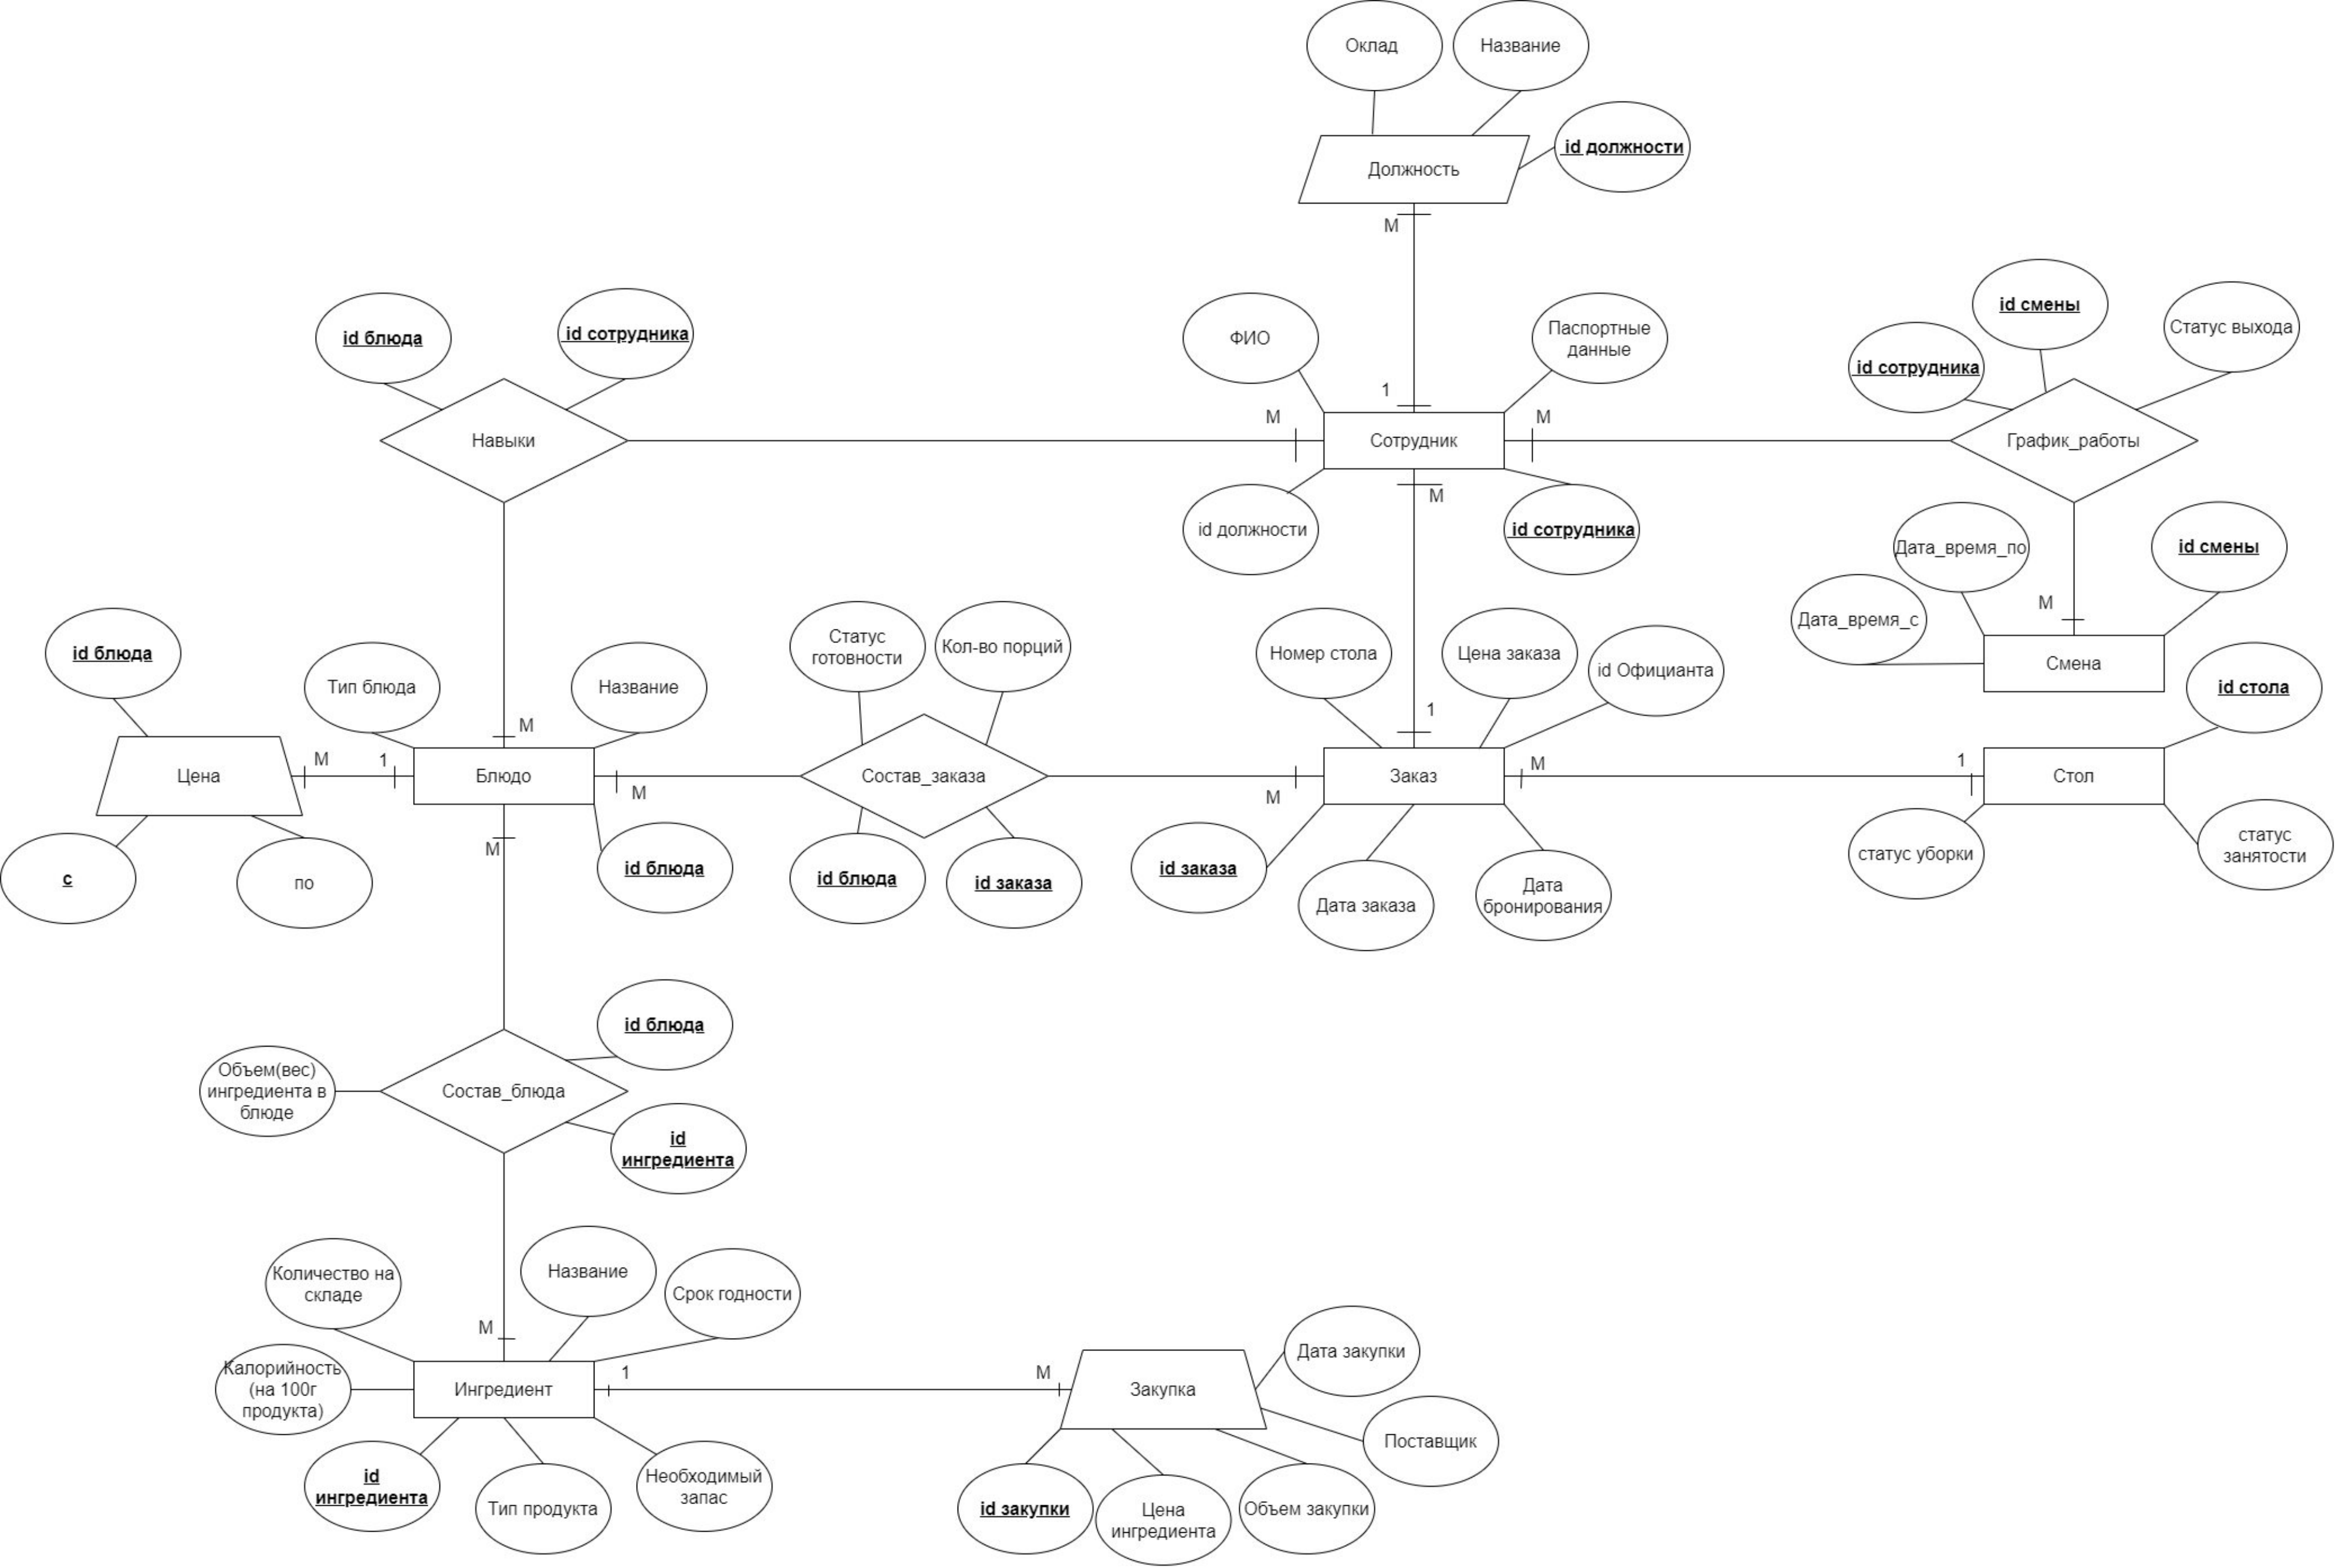 Оклад
Название
id должности
Должность
М
id смены
Статус выхода
id блюда
id сотрудника
ФИО
Паспортные
данные
id сотрудника
1
М
М
Навыки
Сотрудник
График_работы
М
id должности
id сотрудника
Дата_время_по
id смены
М
Дата_время_с
Смена
id блюда
Тип блюда
Название
Статус
готовности
Кол-во порций
Номер стола
Цена заказа
id Официанта
id стола
М
1
М
1
М
1
Цена
Блюдо
Состав_заказа
Заказ
Стол
М
М
М
с
по
id блюда
id блюда
id заказа
id заказа
Дата заказа
Дата
бронирования
статус уборки
статус
занятости
М
id блюда
Объем(вес)
ингредиента в
блюде
Состав_блюда
id
ингредиента
Количество на
складе
Название
Срок годности
М
Калорийность
(на 100г
продукта)
Ингредиент
1
М
Закупка
Дата закупки
Поставщик
id
ингредиента
Тип продукта
Необходимый
запас
id закупки
Цена
ингредиента
Объем закупки